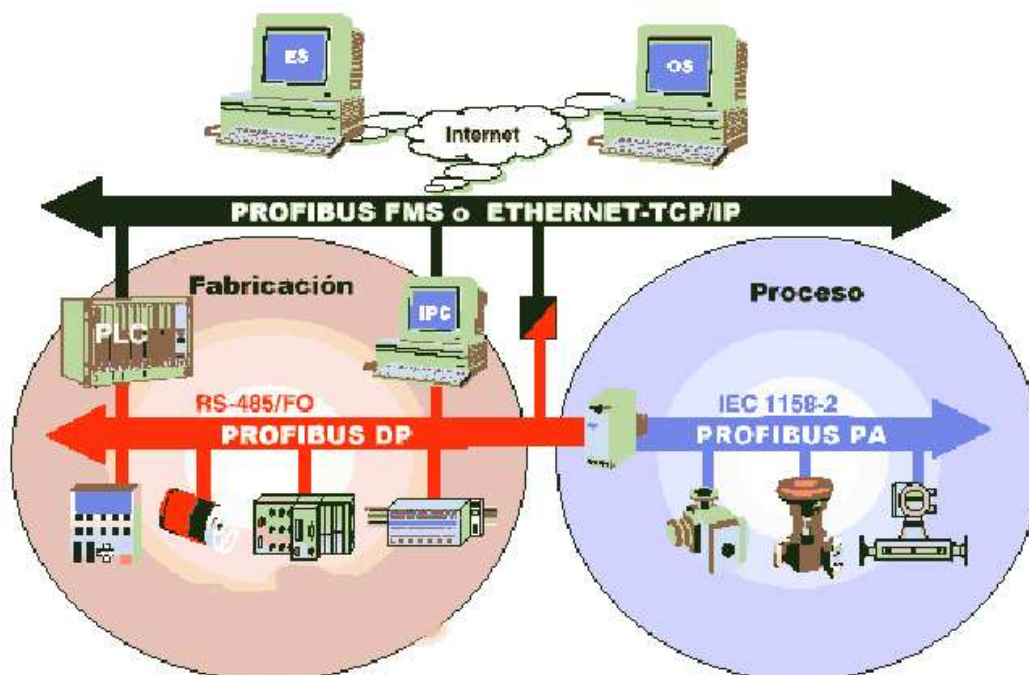 ES
OS
Internet
PROFIBUS FMS o ETHERNET-TCP/IP
Fabricación
Proceso
PLC
IPC
RS-485/FO
IEC 1158-2
PROFIBUS DP
PROFIBUS PA